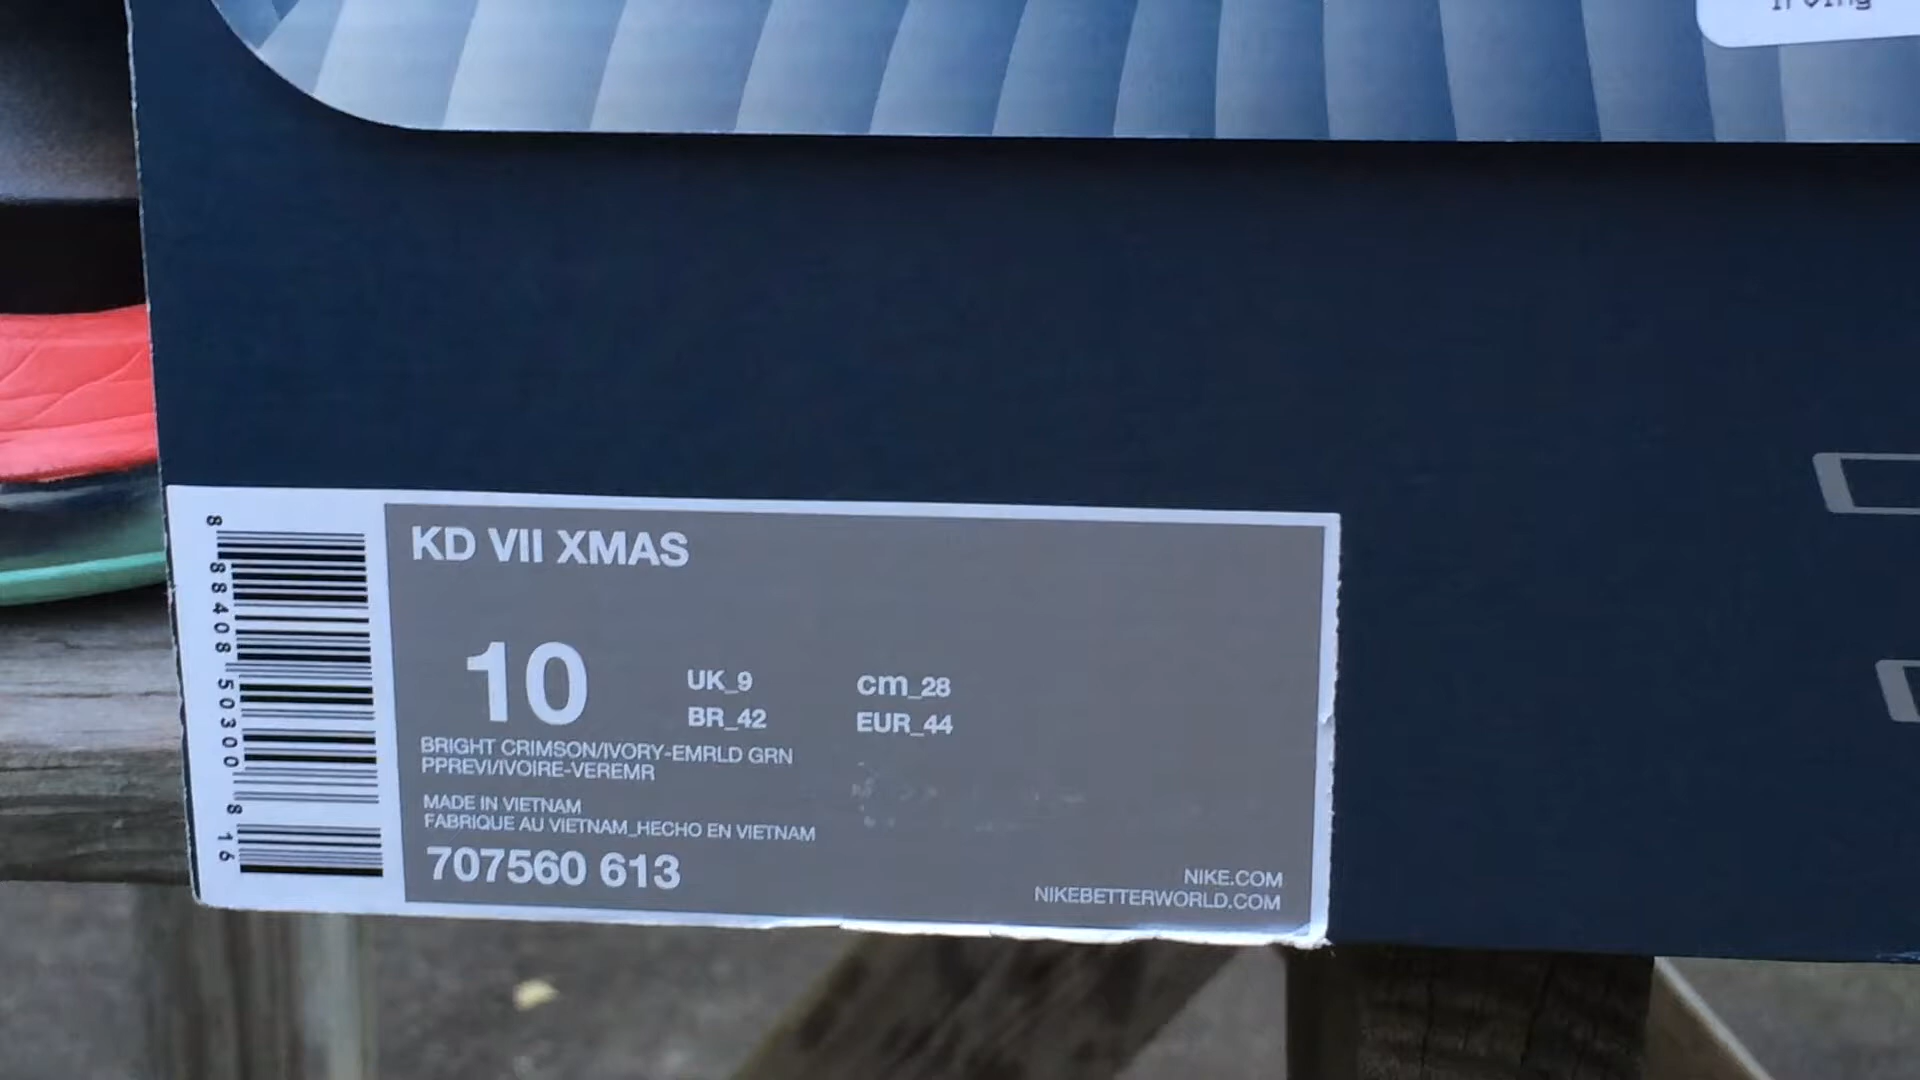 Irving
KD VII XMAS
10
UK_9
cm_28
BR_42
EUR_44
BRIGHT CRIMSON/IVORY-EMRLD GRN
PPREVI/IVOIRE-VEREMR
MADE IN VIETNAM
FABRIQUE AU VIETNAM_HECHO EN VIETNAM
707560 613
NIKE.COM
NIKEBETTERWORLD.COM
8 88408 50300 8 16